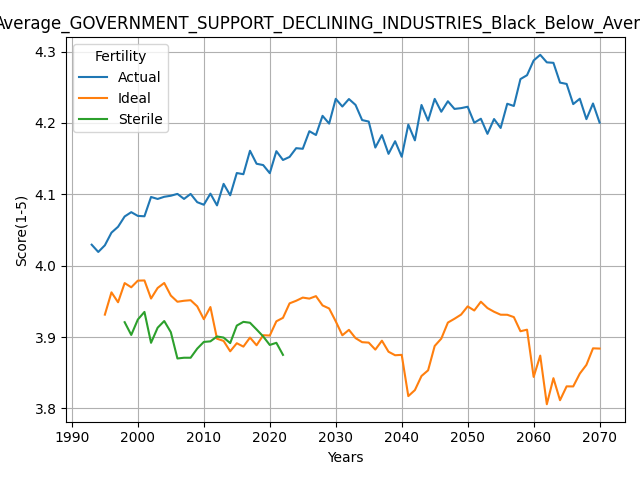 Average_GOVERNMENT_SUPPORT_DECLINING_INDUSTRIES_Black_Below_Aver
Fertility
Actual
Ideal
Sterile
4.3
4.2
4.1
4.0
3.9
3.8
Score(1-5)
1990 2000 2010 2020 2030 2040 2050 2060 2070
Years